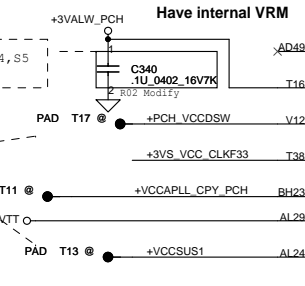 Have internal VRM
+3VALW_PCH
AD49
4,S5
1
C340
.1U_0402_16V7K
2
R02 Modify
T16
PAD T17 @ +PCH_VCCDSW V12
+3VS_VCC_CLKF33 T38
T11 @ +VCCAPLL_CPY_PCH BH23
VTT AL29
PAD T13 @ +VCCSUS1 AL24